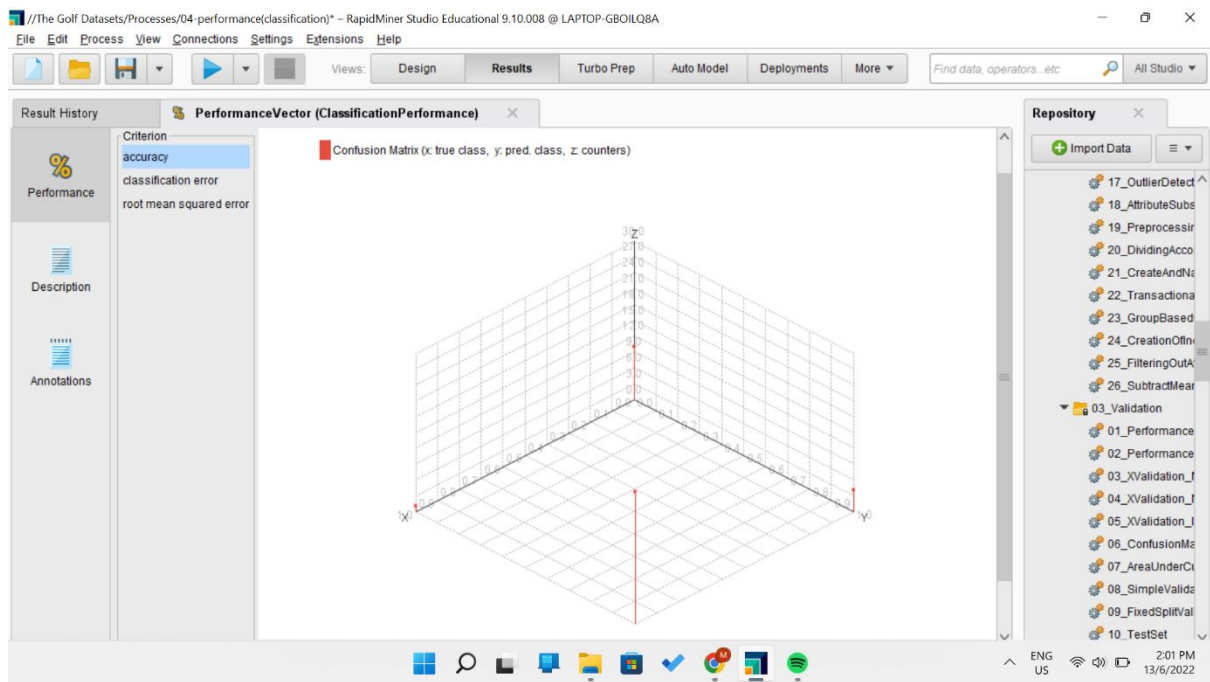 //The Golf Datasets/Processes/04-performance(classification)* – RapidMiner Studio Educational 9.10.008 @ LAPTOP-GBOILQ8A
File Edit Process View Connections Settings Extensions Help
Views: Design Results Turbo Prep Auto Model Deployments More Find data, operators...etc All Studio
Result History PerformanceVector (ClassificationPerformance) Repository
Criterion
accuracy
classification error
root mean squared error
Performance
Description
Annotations
Confusion Matrix (x: true class, y: pred. class, z: counters)
Z
X
Y
Import Data
17_OutlierDetect
18_AttributeSubs
19_Preprocessin
20_DividingAcco
21_CreateAndNa
22_Transactiona
23_GroupBased
24_CreationOfIn
25_FilteringOutA
26_SubtractMean
03_Validation
01_Performance
02_Performance
03_XValidation_
04_XValidation_
05_XValidation_I
06_ConfusionMa
07_AreaUnderCu
08_SimpleValida
09_FixedSplitVal
10_TestSet
ENG
US
2:01 PM
13/6/2022